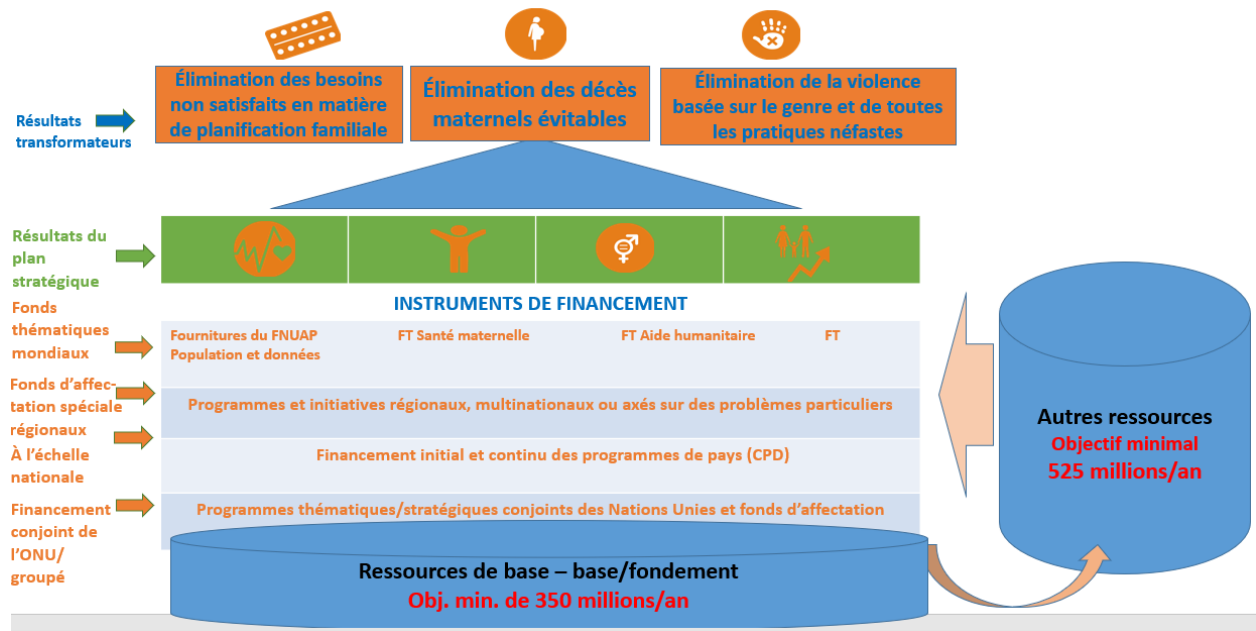 Élimination des besoins
non satisfaits en matière
de planification familiale
Élimination des décès
maternels évitables
Élimination de la violence
basée sur le genre et de toutes
les pratiques néfastes
Résultats
transformateurs
Résultats du
plan
stratégique
INSTRUMENTS DE FINANCEMENT
Fonds
thématiques
mondiaux
Fournitures du FNUAP
Population et données
FT Santé maternelle
FT Aide humanitaire
FT
Fonds d’affec-
tation spéciale
régionaux
Programmes et initiatives régionaux, multinationaux ou axés sur des problèmes particuliers
À l’échelle
nationale
Financement initial et continu des programmes de pays (CPD)
Financement
conjoint de
l’ONU/
groupé
Programmes thématiques/stratégiques conjoints des Nations Unies et fonds d’affectation
Ressources de base – base/fondement
Obj. min. de 350 millions/an
Autres ressources
Objectif minimal
525 millions/an